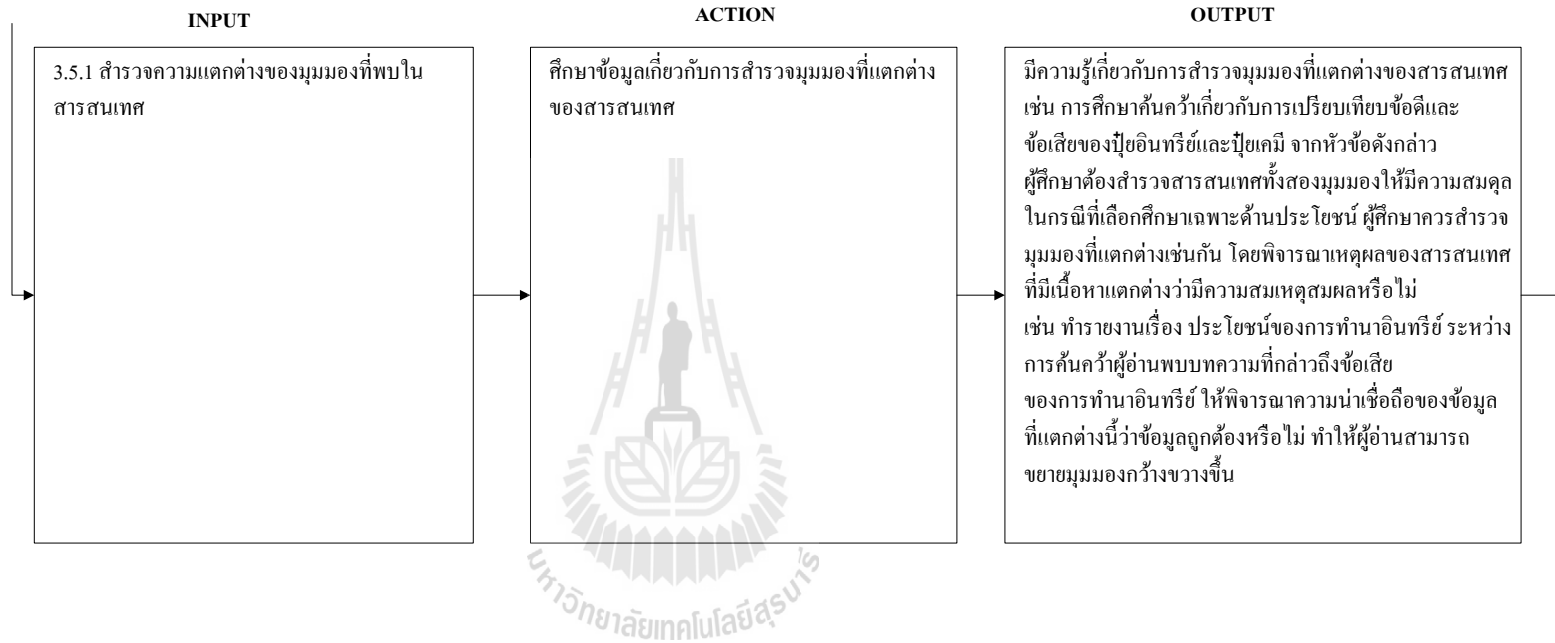 INPUT
ACTION
OUTPUT
3.5.1 สำรวจความแตกต่างของมุมมองที่พบใน
สารสนเทศ
ศึกษาข้อมูลเกี่ยวกับการสำรวจมุมมองที่แตกต่าง
ของสารสนเทศ
มีความรู้เกี่ยวกับการสำรวจมุมมองที่แตกต่างของสารสนเทศ
เช่น การศึกษาค้นคว้าเกี่ยวกับการเปรียบเทียบข้อดีและ
ข้อเสียของปุ๋ยอินทรีย์และปุ๋ยเคมี จากหัวข้อดังกล่าว
ผู้ศึกษาต้องสำรวจสารสนเทศทั้งสองมุมมองให้มีความสมดุล
ในกรณีที่เลือกศึกษาเฉพาะด้านประโยชน์ ผู้ศึกษาควรสำรวจ
มุมมองที่แตกต่างเช่นกัน โดยพิจารณาเหตุผลของสารสนเทศ
ที่มีเนื้อหาแตกต่างว่ามีความสมเหตุสมผลหรือไม่
เช่น ทำรายงานเรื่อง ประโยชน์ของการทำนาอินทรีย์ ระหว่าง
การค้นคว้าผู้อ่านพบบทความที่กล่าวถึงข้อเสีย
ของการทำนาอินทรีย์ ให้พิจารณาความน่าเชื่อถือของข้อมูล
ที่แตกต่างนี้ว่าข้อมูลถูกต้องหรือไม่ ทำให้ผู้อ่านสามารถ
ขยายมุมมองกว้างขวางขึ้น
มหาวิทยาลัยเทคโนโลยีสุรนารี